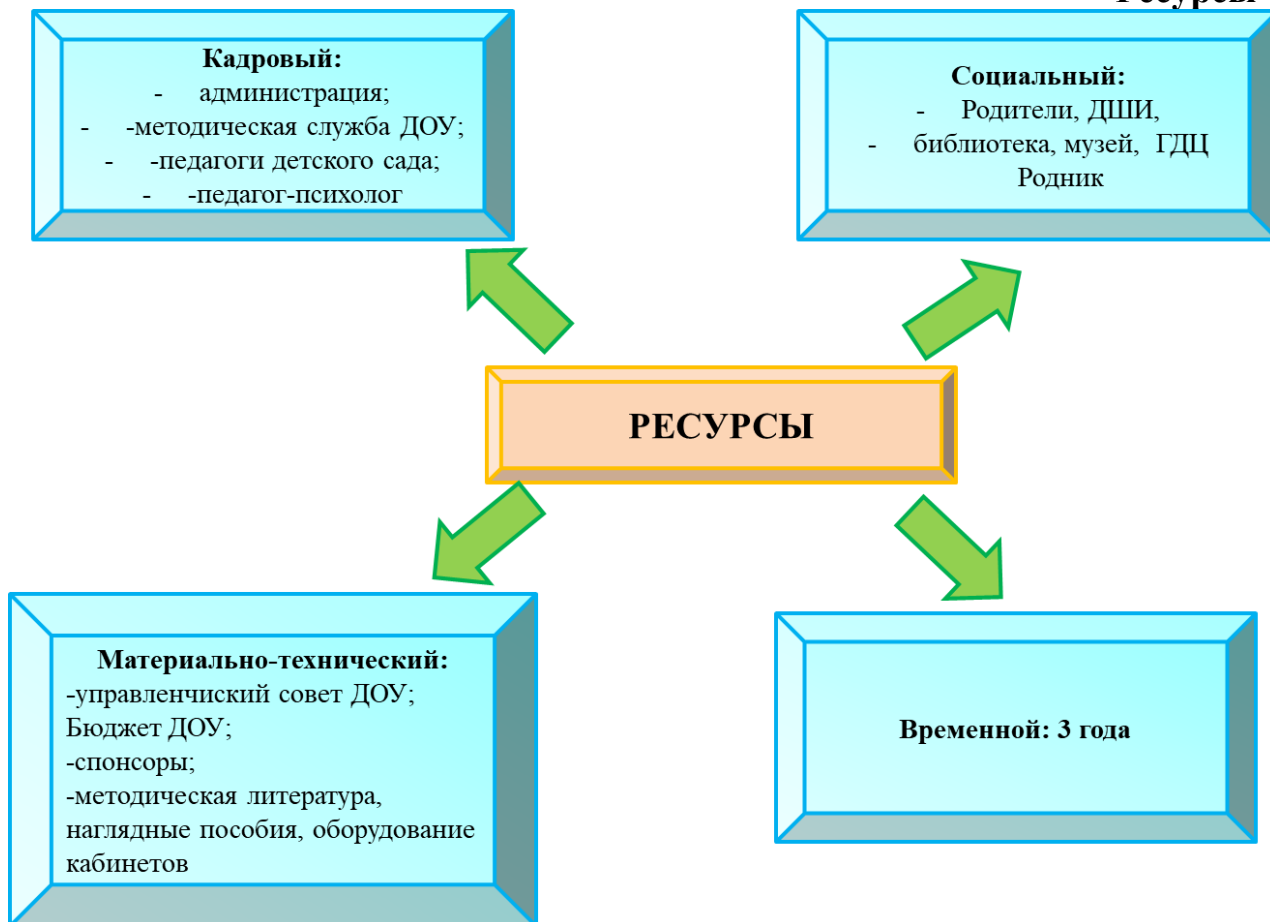 Ресурсы
Кадровый:
- администрация;
- -методическая служба ДОУ;
- -педагоги детского сада;
- -педагог-психолог
Социальный:
- Родители, ДШИ,
- библиотека, музей, ГДЦ
Родник
РЕСУРСЫ
Материально-технический:
-управленчиский совет ДОУ;
Бюджет ДОУ;
-спонсоры;
-методическая литература,
наглядные пособия, оборудование
кабинетов
Временной: 3 года